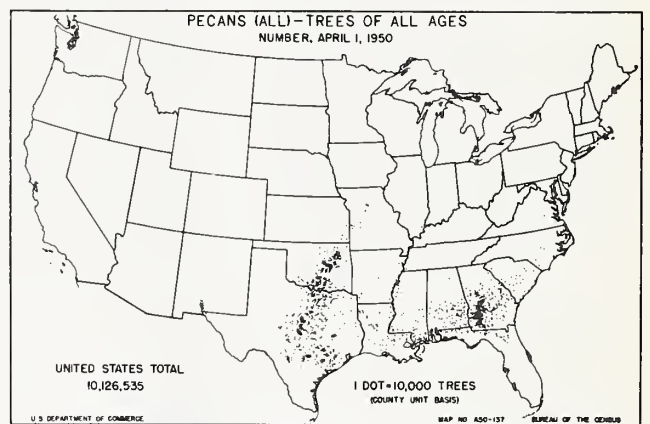 PECANS (ALL)-TREES OF ALL AGES
NUMBER, APRIL 1, 1950
UNITED STATES TOTAL
10,126,535
1 DOT=10,000 TREES
(COUNTY UNIT BASIS)
U S DEPARTMENT OF COMMERCE
MAP NO A50-137
BUREAU OF THE CENSUS